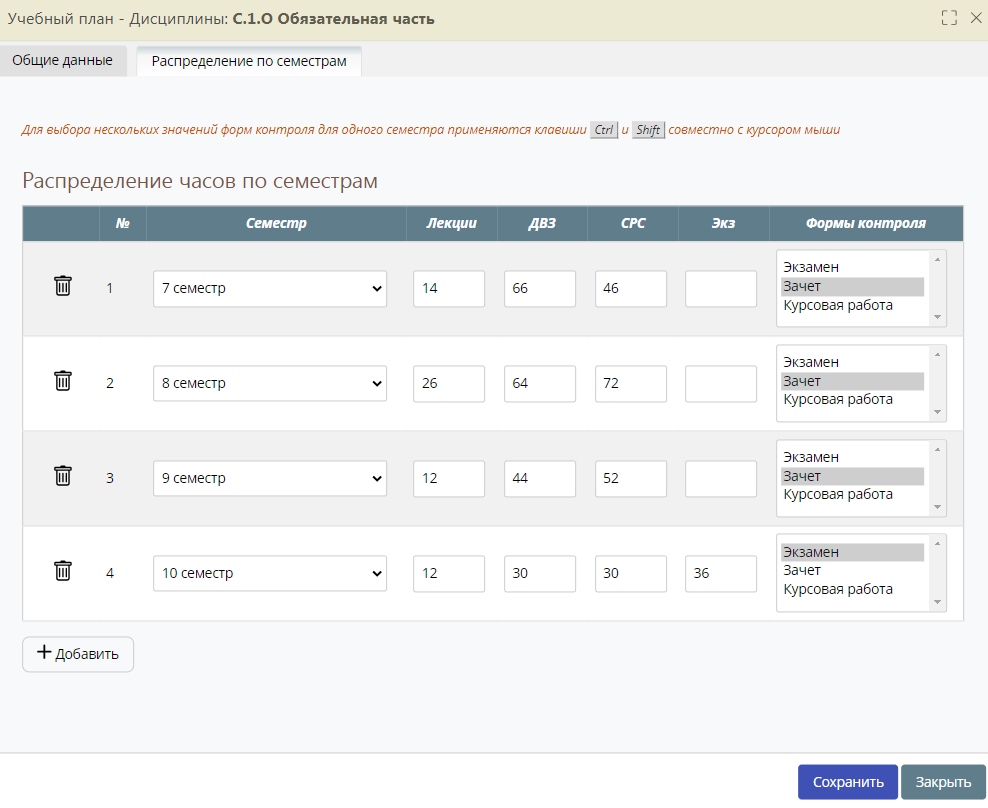 Учебный план - Дисциплины: С.1.О Обязательная часть
Общие данные
Распределение по семестрам
Для выбора нескольких значений форм контроля для одного семестра применяются клавиши Ctrl и Shift совместно с курсором мыши
Распределение часов по семестрам
№ Семестр Лекции ДВЗ СРС Экз Формы контроля
1 7 семестр 14 66 46
Экзамен
Зачет
Курсовая работа
2 8 семестр 26 64 72
Экзамен
Зачет
Курсовая работа
3 9 семестр 12 44 52
Экзамен
Зачет
Курсовая работа
4 10 семестр 12 30 30 36
Экзамен
Зачет
Курсовая работа
+ Добавить
Сохранить
Закрыть